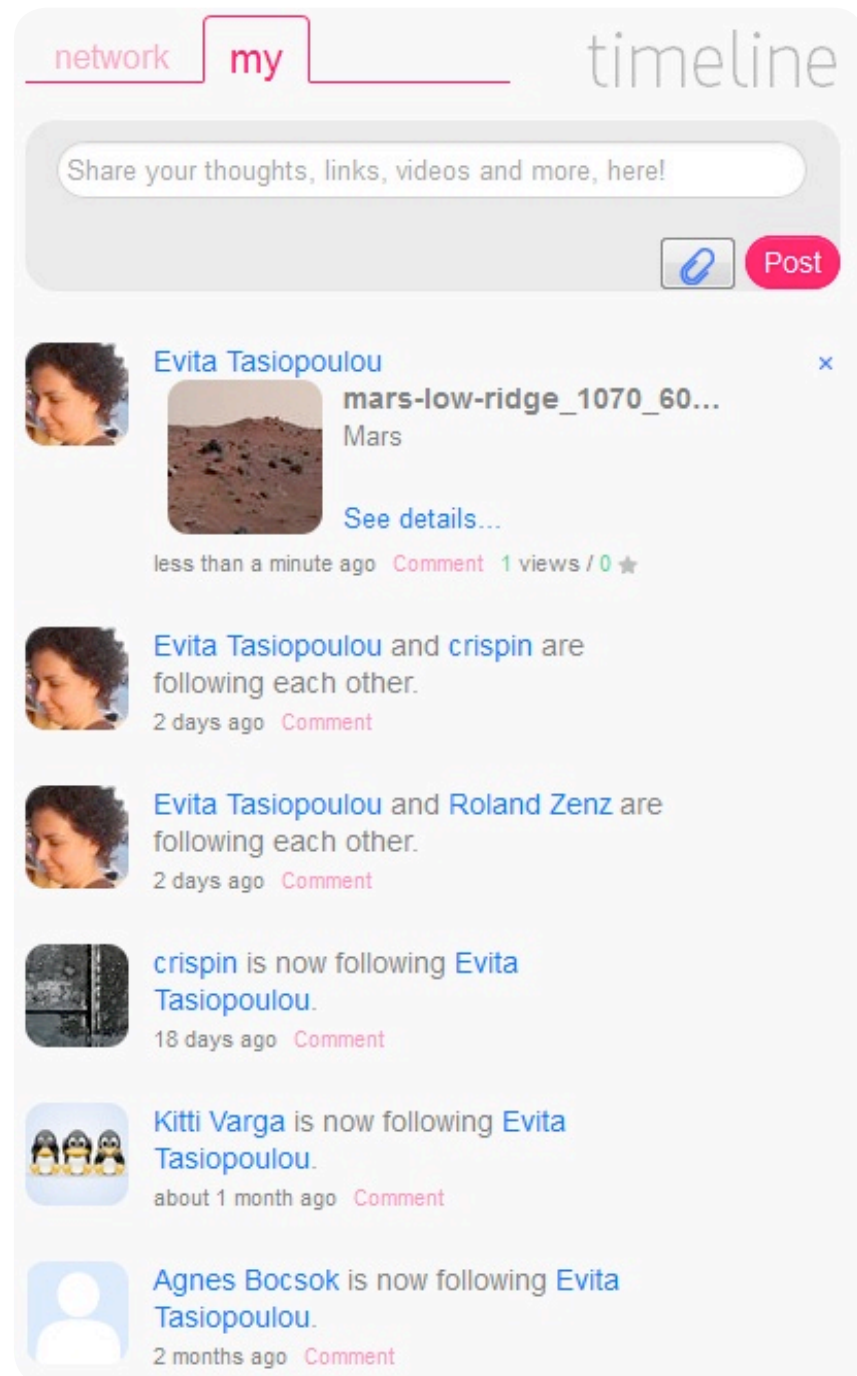 network my timeline
Share your thoughts, links, videos and more, here!
Post
Evita Tasiopoulou ×
mars-low-ridge_1070_60...
Mars
See details...
less than a minute ago Comment 1 views / 0
Evita Tasiopoulou and crispin are
following each other.
2 days ago Comment
Evita Tasiopoulou and Roland Zenz are
following each other.
2 days ago Comment
crispin is now following Evita
Tasiopoulou.
18 days ago Comment
Kitti Varga is now following Evita
Tasiopoulou.
about 1 month ago Comment
Agnes Bocsok is now following Evita
Tasiopoulou.
2 months ago Comment